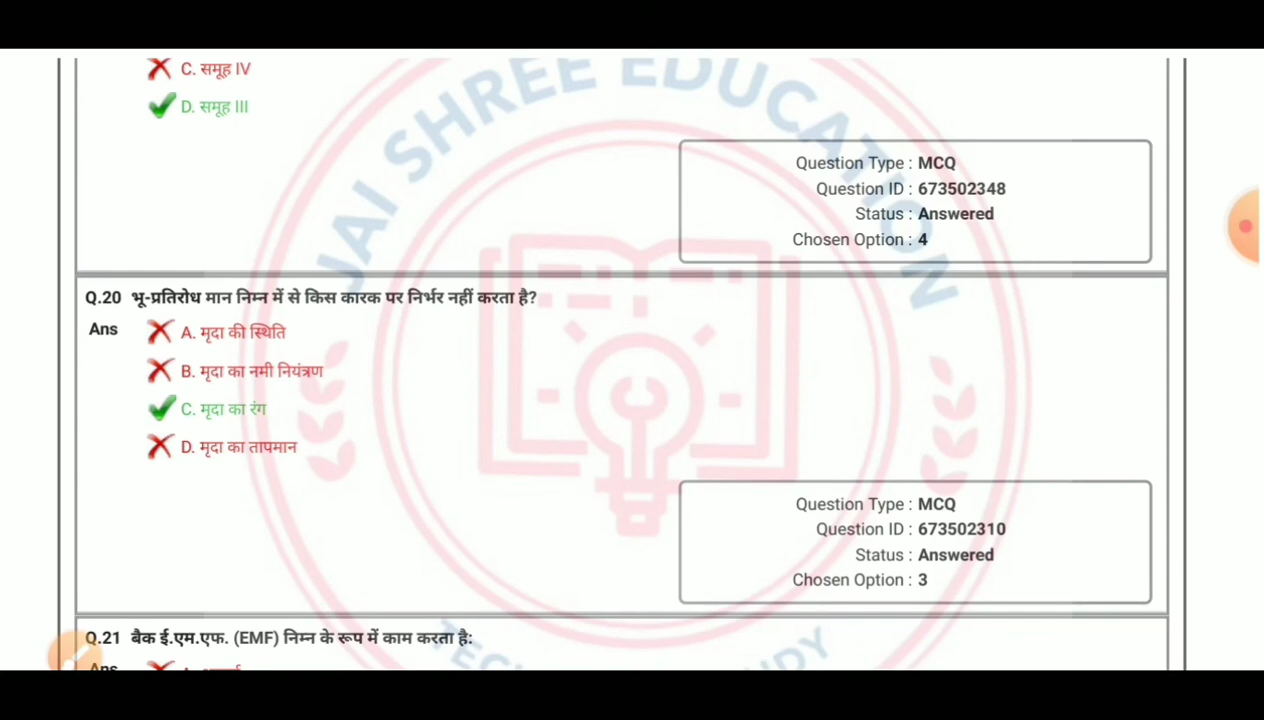 C. समूह IV
D. समूह III
JAI SHREE EDUCATION
Question Type : MCQ
Question ID : 673502348
Status : Answered
Chosen Option : 4
Q.20 भू-प्रतिरोध मान निम्न में से किस कारक पर निर्भर नहीं करता है?
Ans A. मृदा की स्थिति
B. मृदा का नमी नियंत्रण
C. मृदा का रंग
D. मृदा का तापमान
Question Type : MCQ
Question ID : 673502310
Status : Answered
Chosen Option : 3
Q.21 बैक ई.एम.एफ. (EMF) निम्न के रूप में काम करता है:
Ans